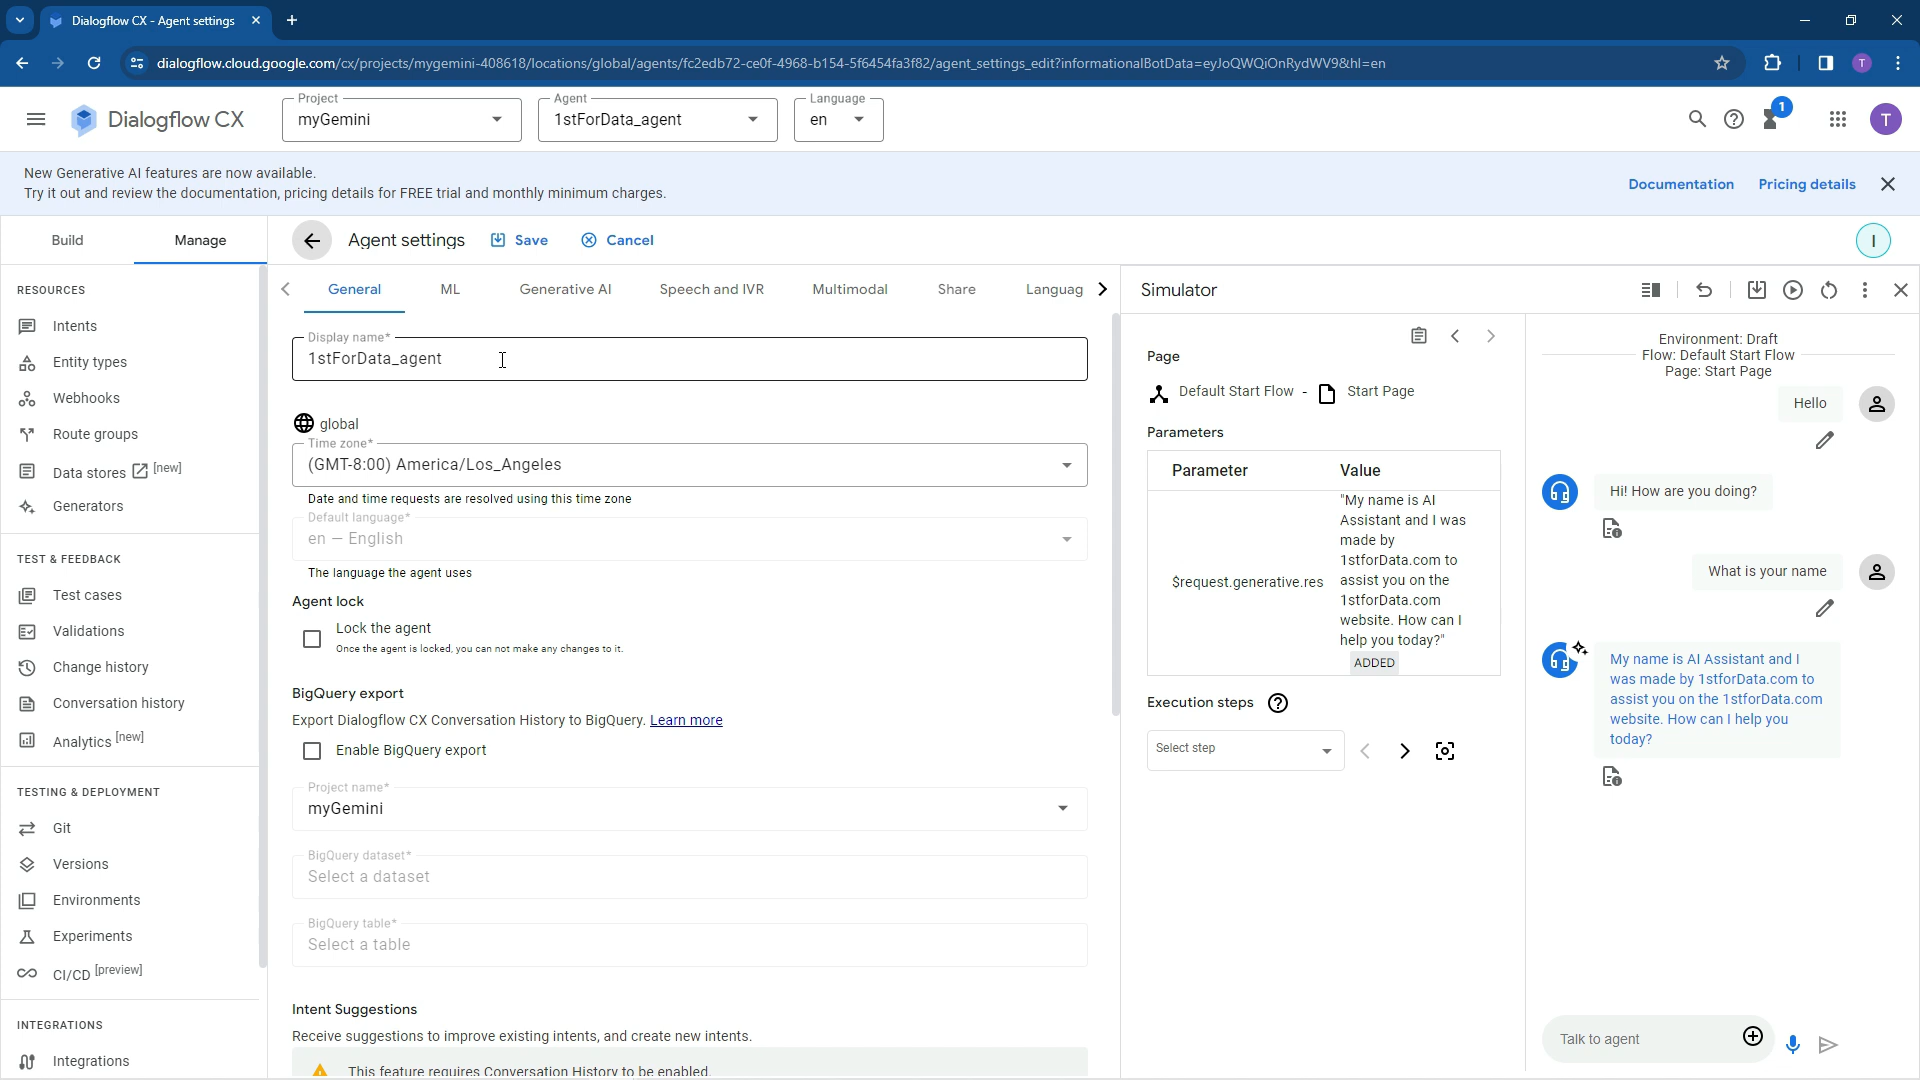 Dialogflow CX - Agent settings
dialogflow.cloud.google.com/cx/projects/mygemini-408618/locations/global/agents/fc2edb72-ce0f-4968-b154-5f6454fa3f82/agent_settings_edit?informationalBotData=eyJoQWQiOnRydWV9&hl=en
T
Dialogflow CX
Project
myGemini
Agent
1stForData_agent
Language
en
1
T
New Generative AI features are now available.
Try it out and review the documentation, pricing details for FREE trial and monthly minimum charges.
Documentation
Pricing details
Build
Manage
Agent settings
Save
Cancel
I
RESOURCES
Intents
Entity types
Webhooks
Route groups
Data stores [new]
Generators
TEST & FEEDBACK
Test cases
Validations
Change history
Conversation history
Analytics [new]
TESTING & DEPLOYMENT
Git
Versions
Environments
Experiments
CI/CD [preview]
INTEGRATIONS
Integrations
General
ML
Generative AI
Speech and IVR
Multimodal
Share
Languag
Display name*
1stForData_agent
global
Time zone*
(GMT-8:00) America/Los_Angeles
Date and time requests are resolved using this time zone
Default language*
en — English
The language the agent uses
Agent lock
Lock the agent
Once the agent is locked, you can not make any changes to it.
BigQuery export
Export Dialogflow CX Conversation History to BigQuery. Learn more
Enable BigQuery export
Project name*
myGemini
BigQuery dataset*
Select a dataset
BigQuery table*
Select a table
Intent Suggestions
Receive suggestions to improve existing intents, and create new intents.
This feature requires Conversation History to be enabled.
Simulator
Page
Default Start Flow - Start Page
Parameters
Parameter
Value
$request.generative.res
"My name is AI
Assistant and I was
made by
1stforData.com to
assist you on the
1stforData.com
website. How can I
help you today?"
ADDED
Execution steps
Select step
Environment: Draft
Flow: Default Start Flow
Page: Start Page
Hello
Hi! How are you doing?
What is your name
My name is AI Assistant and I
was made by 1stforData.com to
assist you on the 1stforData.com
website. How can I help you
today?
Talk to agent